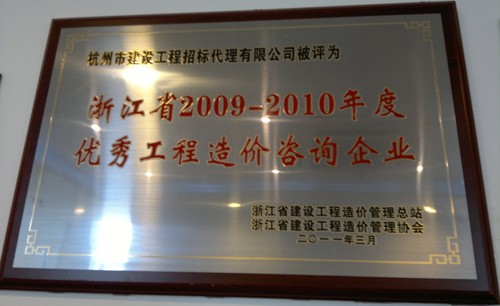 杭州市建设工程招标代理有限公司被评为
浙江省2009-2010年度
优秀工程造价咨询企业
浙江省建设工程造价管理总站
浙江省建设工程造价管理协会
二〇一一年三月